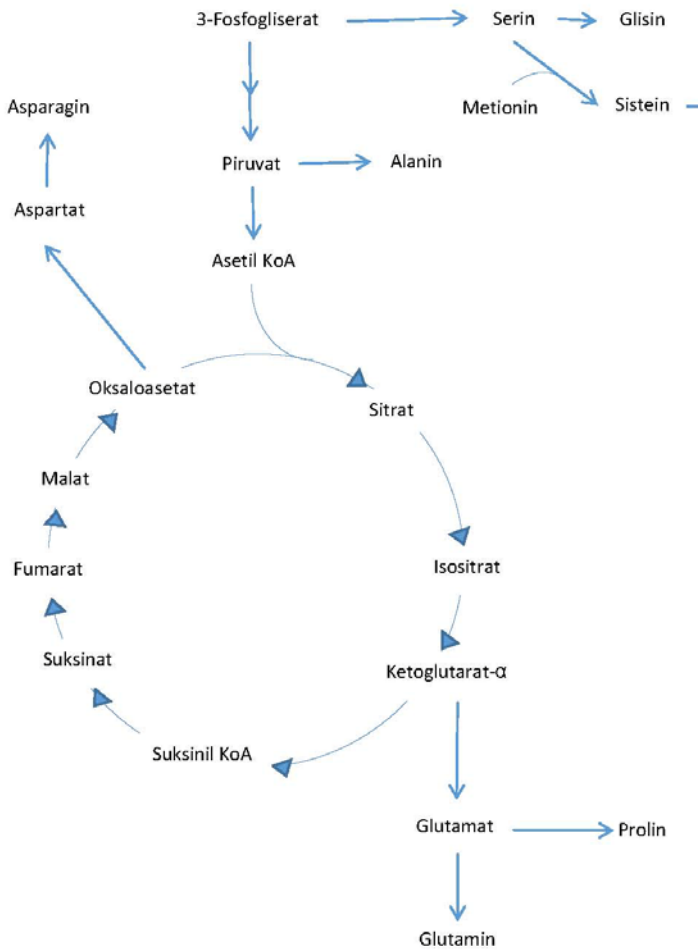 3-Fosfogliserat
Serin
Glisin
Metionin
Sistein
Asparagin
Piruvat
Alanin
Aspartat
Asetil KoA
Oksaloasetat
Sitrat
Malat
Isositrat
Fumarat
Suksinat
Ketoglutarat-α
Suksinil KoA
Glutamat
Prolin
Glutamin